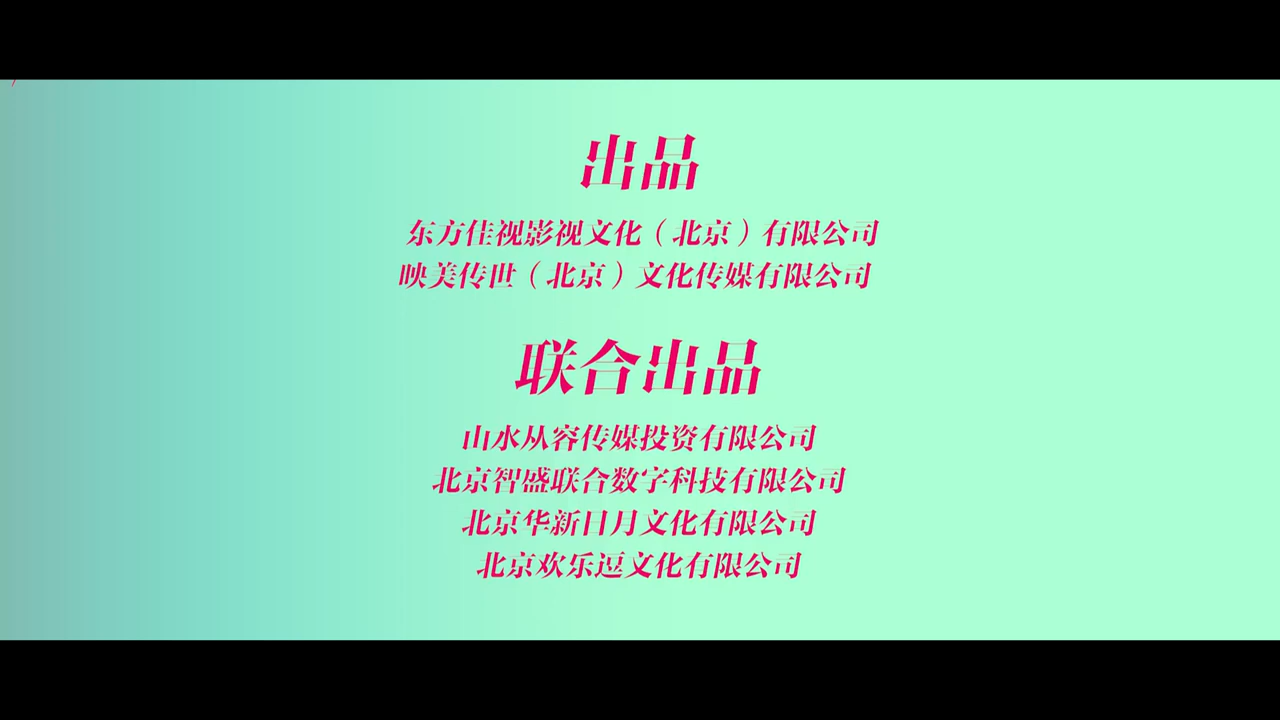 出品
东方佳视影视文化（北京）有限公司
映美传世（北京）文化传媒有限公司
联合出品
山水从容传媒投资有限公司
北京智盛联合数字科技有限公司
北京华新日月文化有限公司
北京欢乐逗文化有限公司